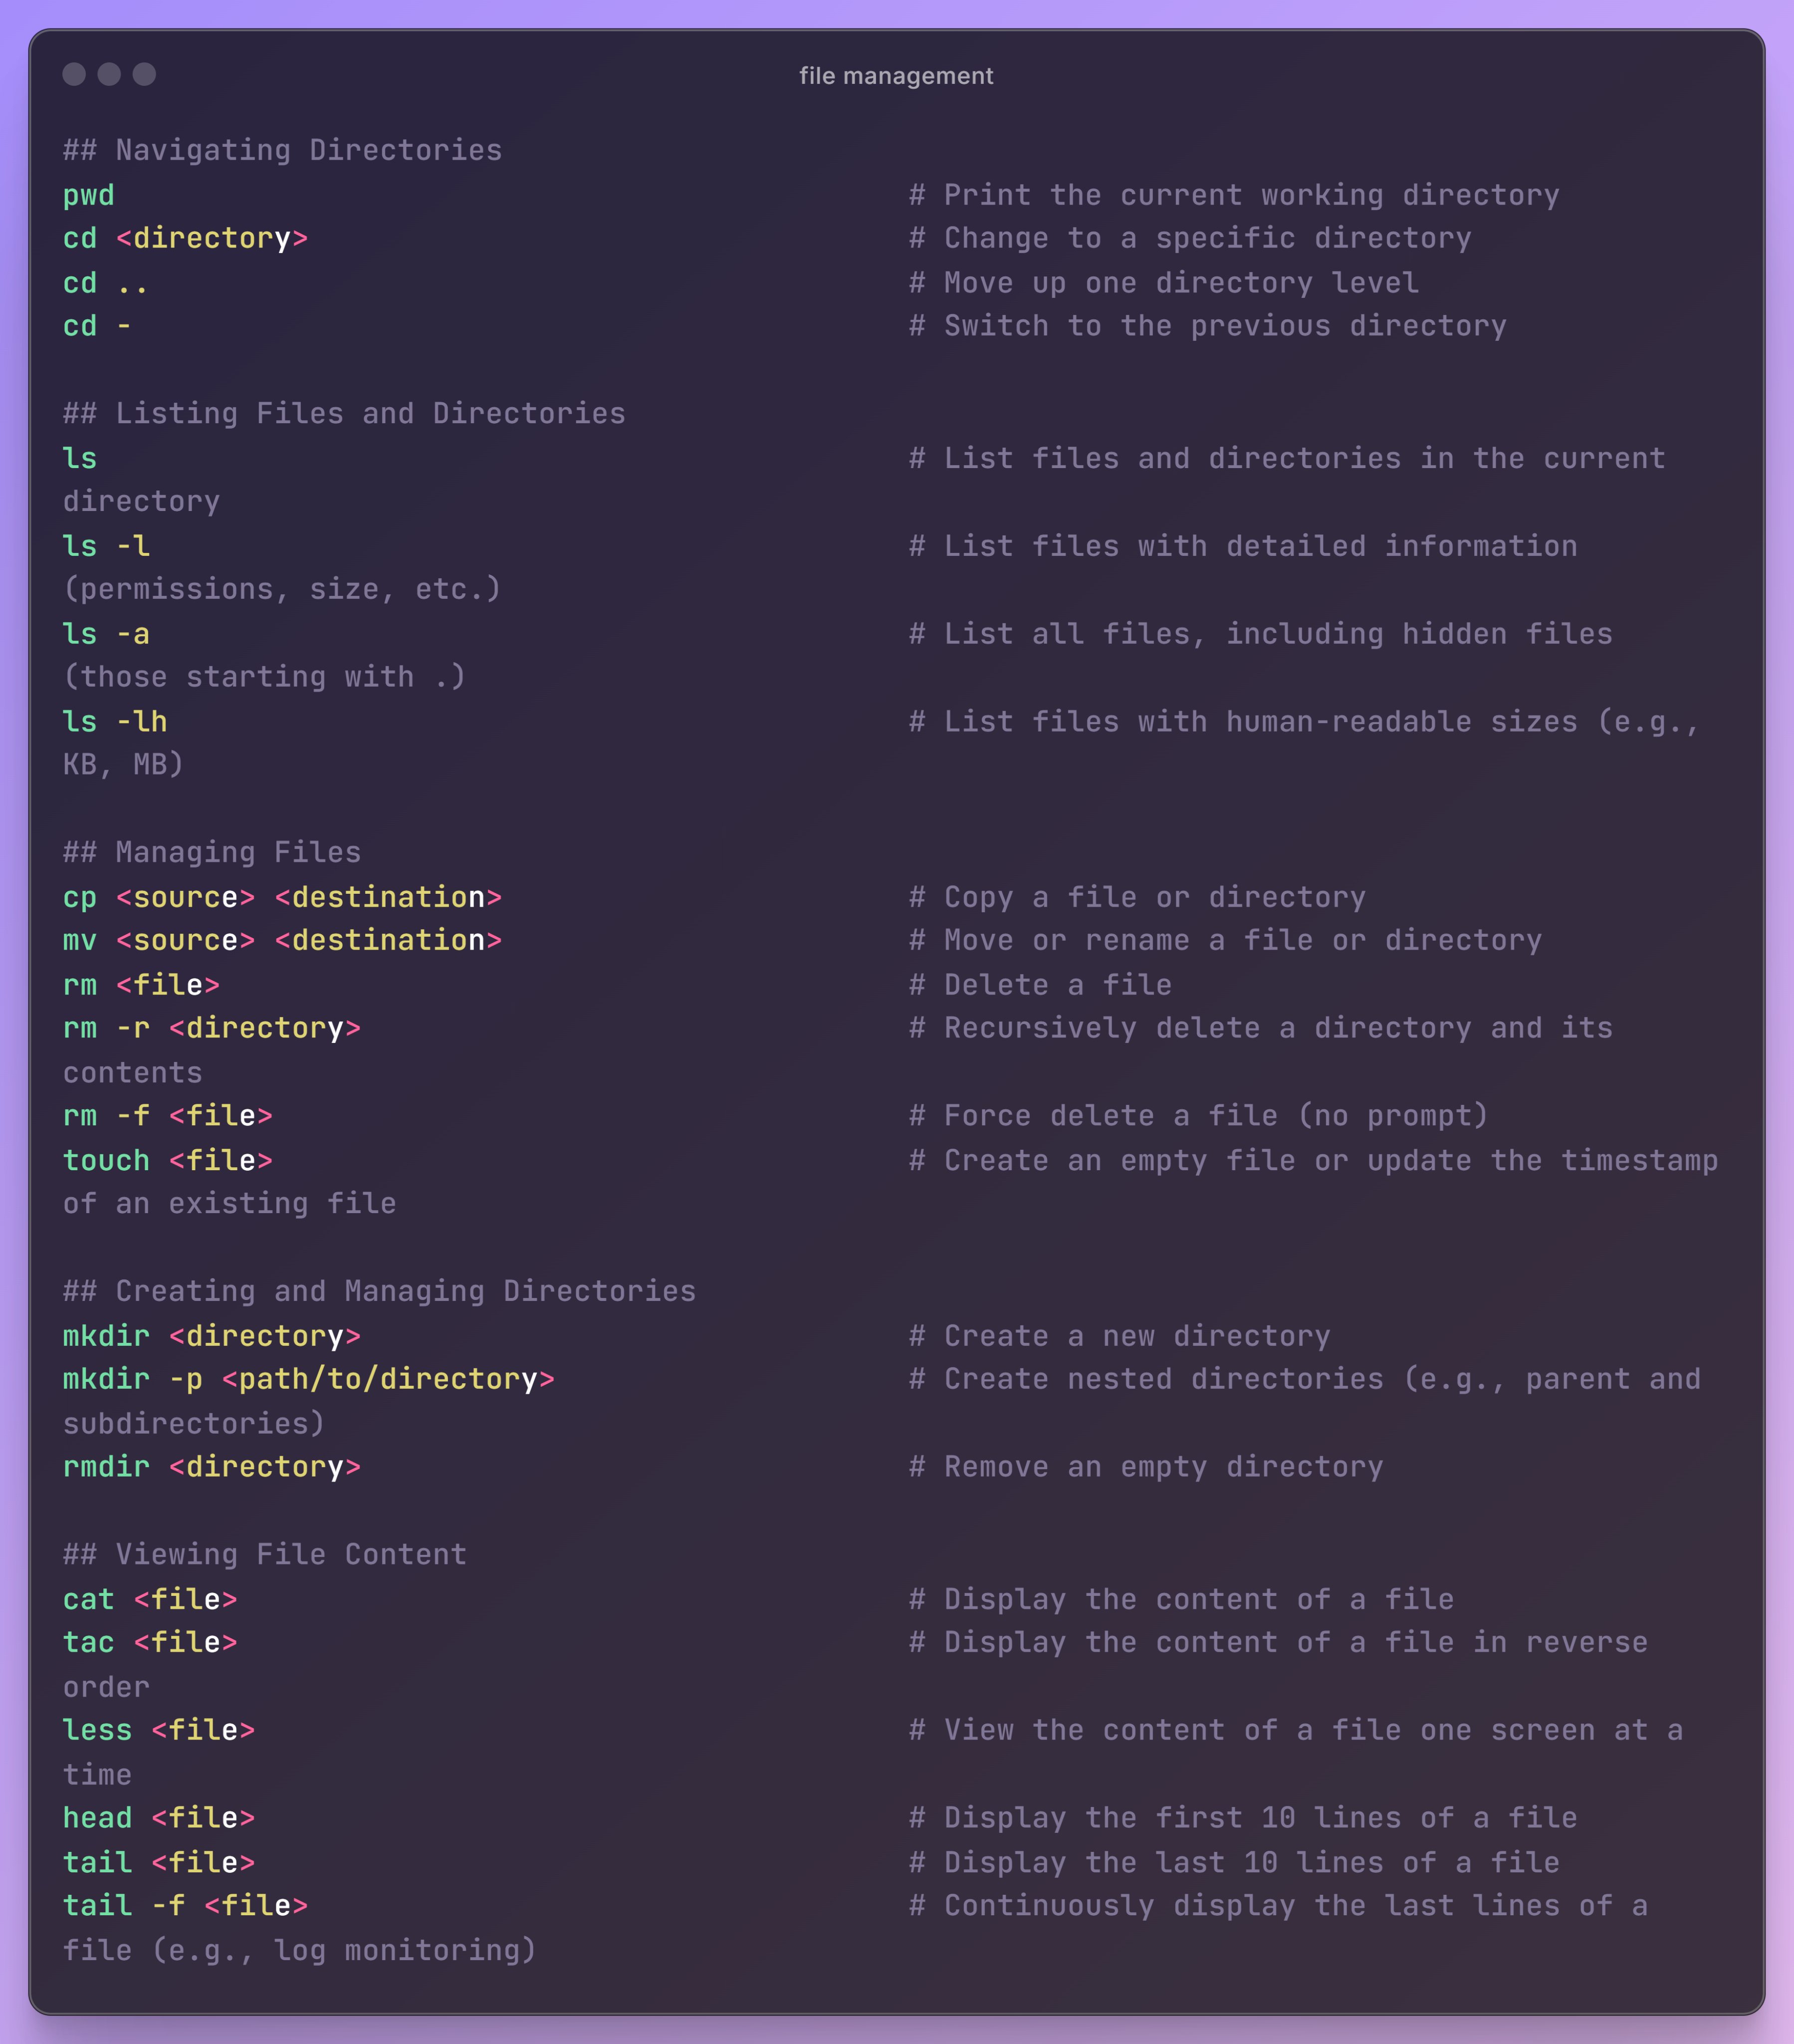 file management
## Navigating Directories
pwd # Print the current working directory
cd <directory> # Change to a specific directory
cd .. # Move up one directory level
cd - # Switch to the previous directory
## Listing Files and Directories
ls # List files and directories in the current
directory
ls -l # List files with detailed information
(permissions, size, etc.)
ls -a # List all files, including hidden files
(those starting with .)
ls -lh # List files with human-readable sizes (e.g.,
KB, MB)
## Managing Files
cp <source> <destination> # Copy a file or directory
mv <source> <destination> # Move or rename a file or directory
rm <file> # Delete a file
rm -r <directory> # Recursively delete a directory and its
contents
rm -f <file> # Force delete a file (no prompt)
touch <file> # Create an empty file or update the timestamp
of an existing file
## Creating and Managing Directories
mkdir <directory> # Create a new directory
mkdir -p <path/to/directory> # Create nested directories (e.g., parent and
subdirectories)
rmdir <directory> # Remove an empty directory
## Viewing File Content
cat <file> # Display the content of a file
tac <file> # Display the content of a file in reverse
order
less <file> # View the content of a file one screen at a
time
head <file> # Display the first 10 lines of a file
tail <file> # Display the last 10 lines of a file
tail -f <file> # Continuously display the last lines of a
file (e.g., log monitoring)